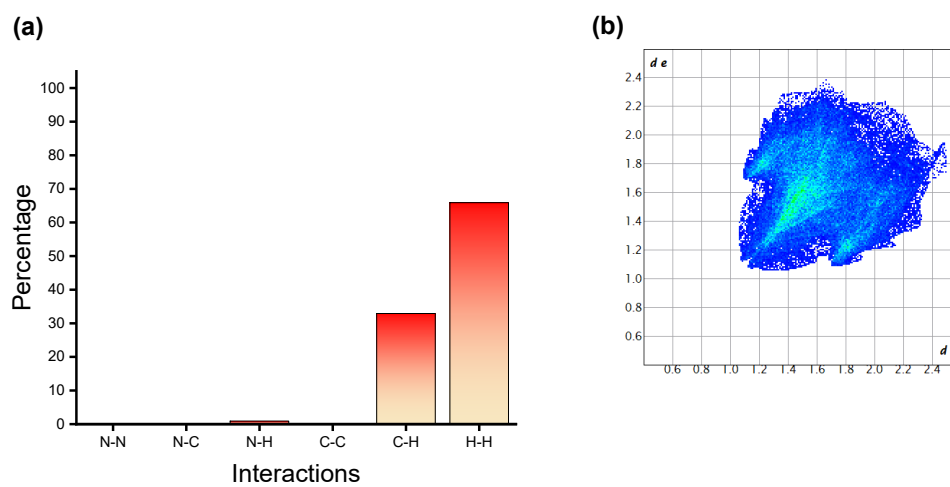 (a)
100
90
80
70
60
50
40
30
20
10
0
Percentage
N-N N-C N-H C-C C-H H-H
Interactions
(b)
d e
2.4
2.2
2.0
1.8
1.6
1.4
1.2
1.0
0.8
0.6
d
0.6 0.8 1.0 1.2 1.4 1.6 1.8 2.0 2.2 2.4